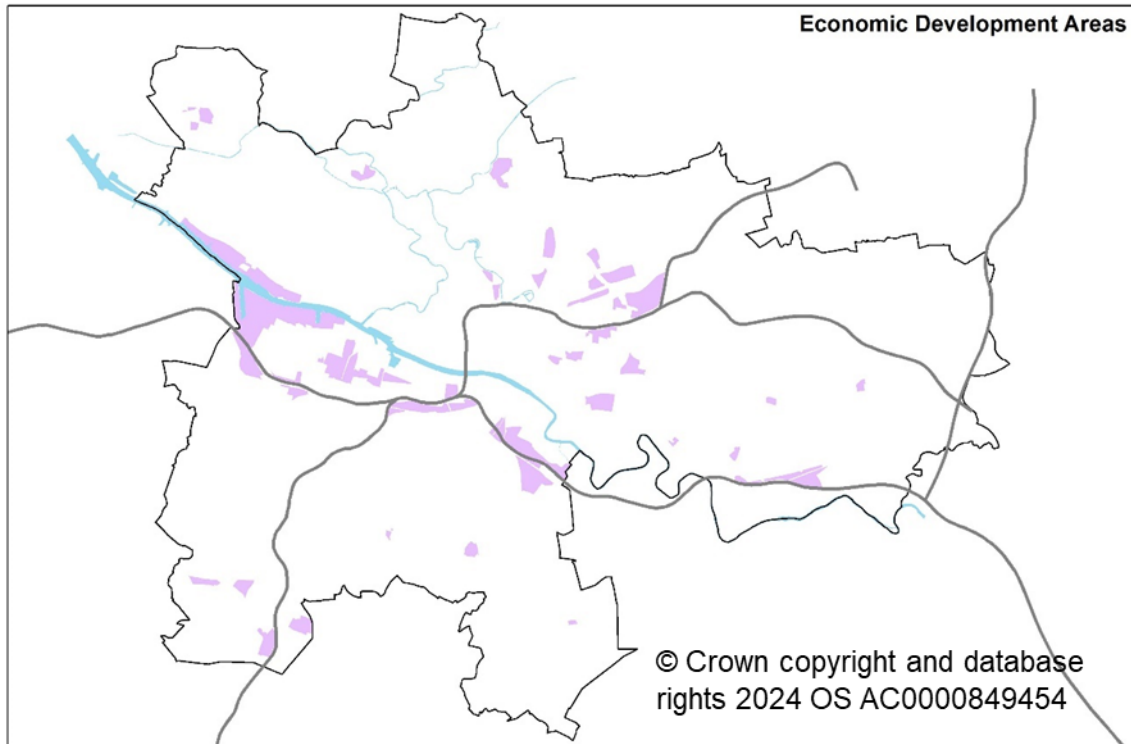 Economic Development Areas
© Crown copyright and database
rights 2024 OS AC0000849454